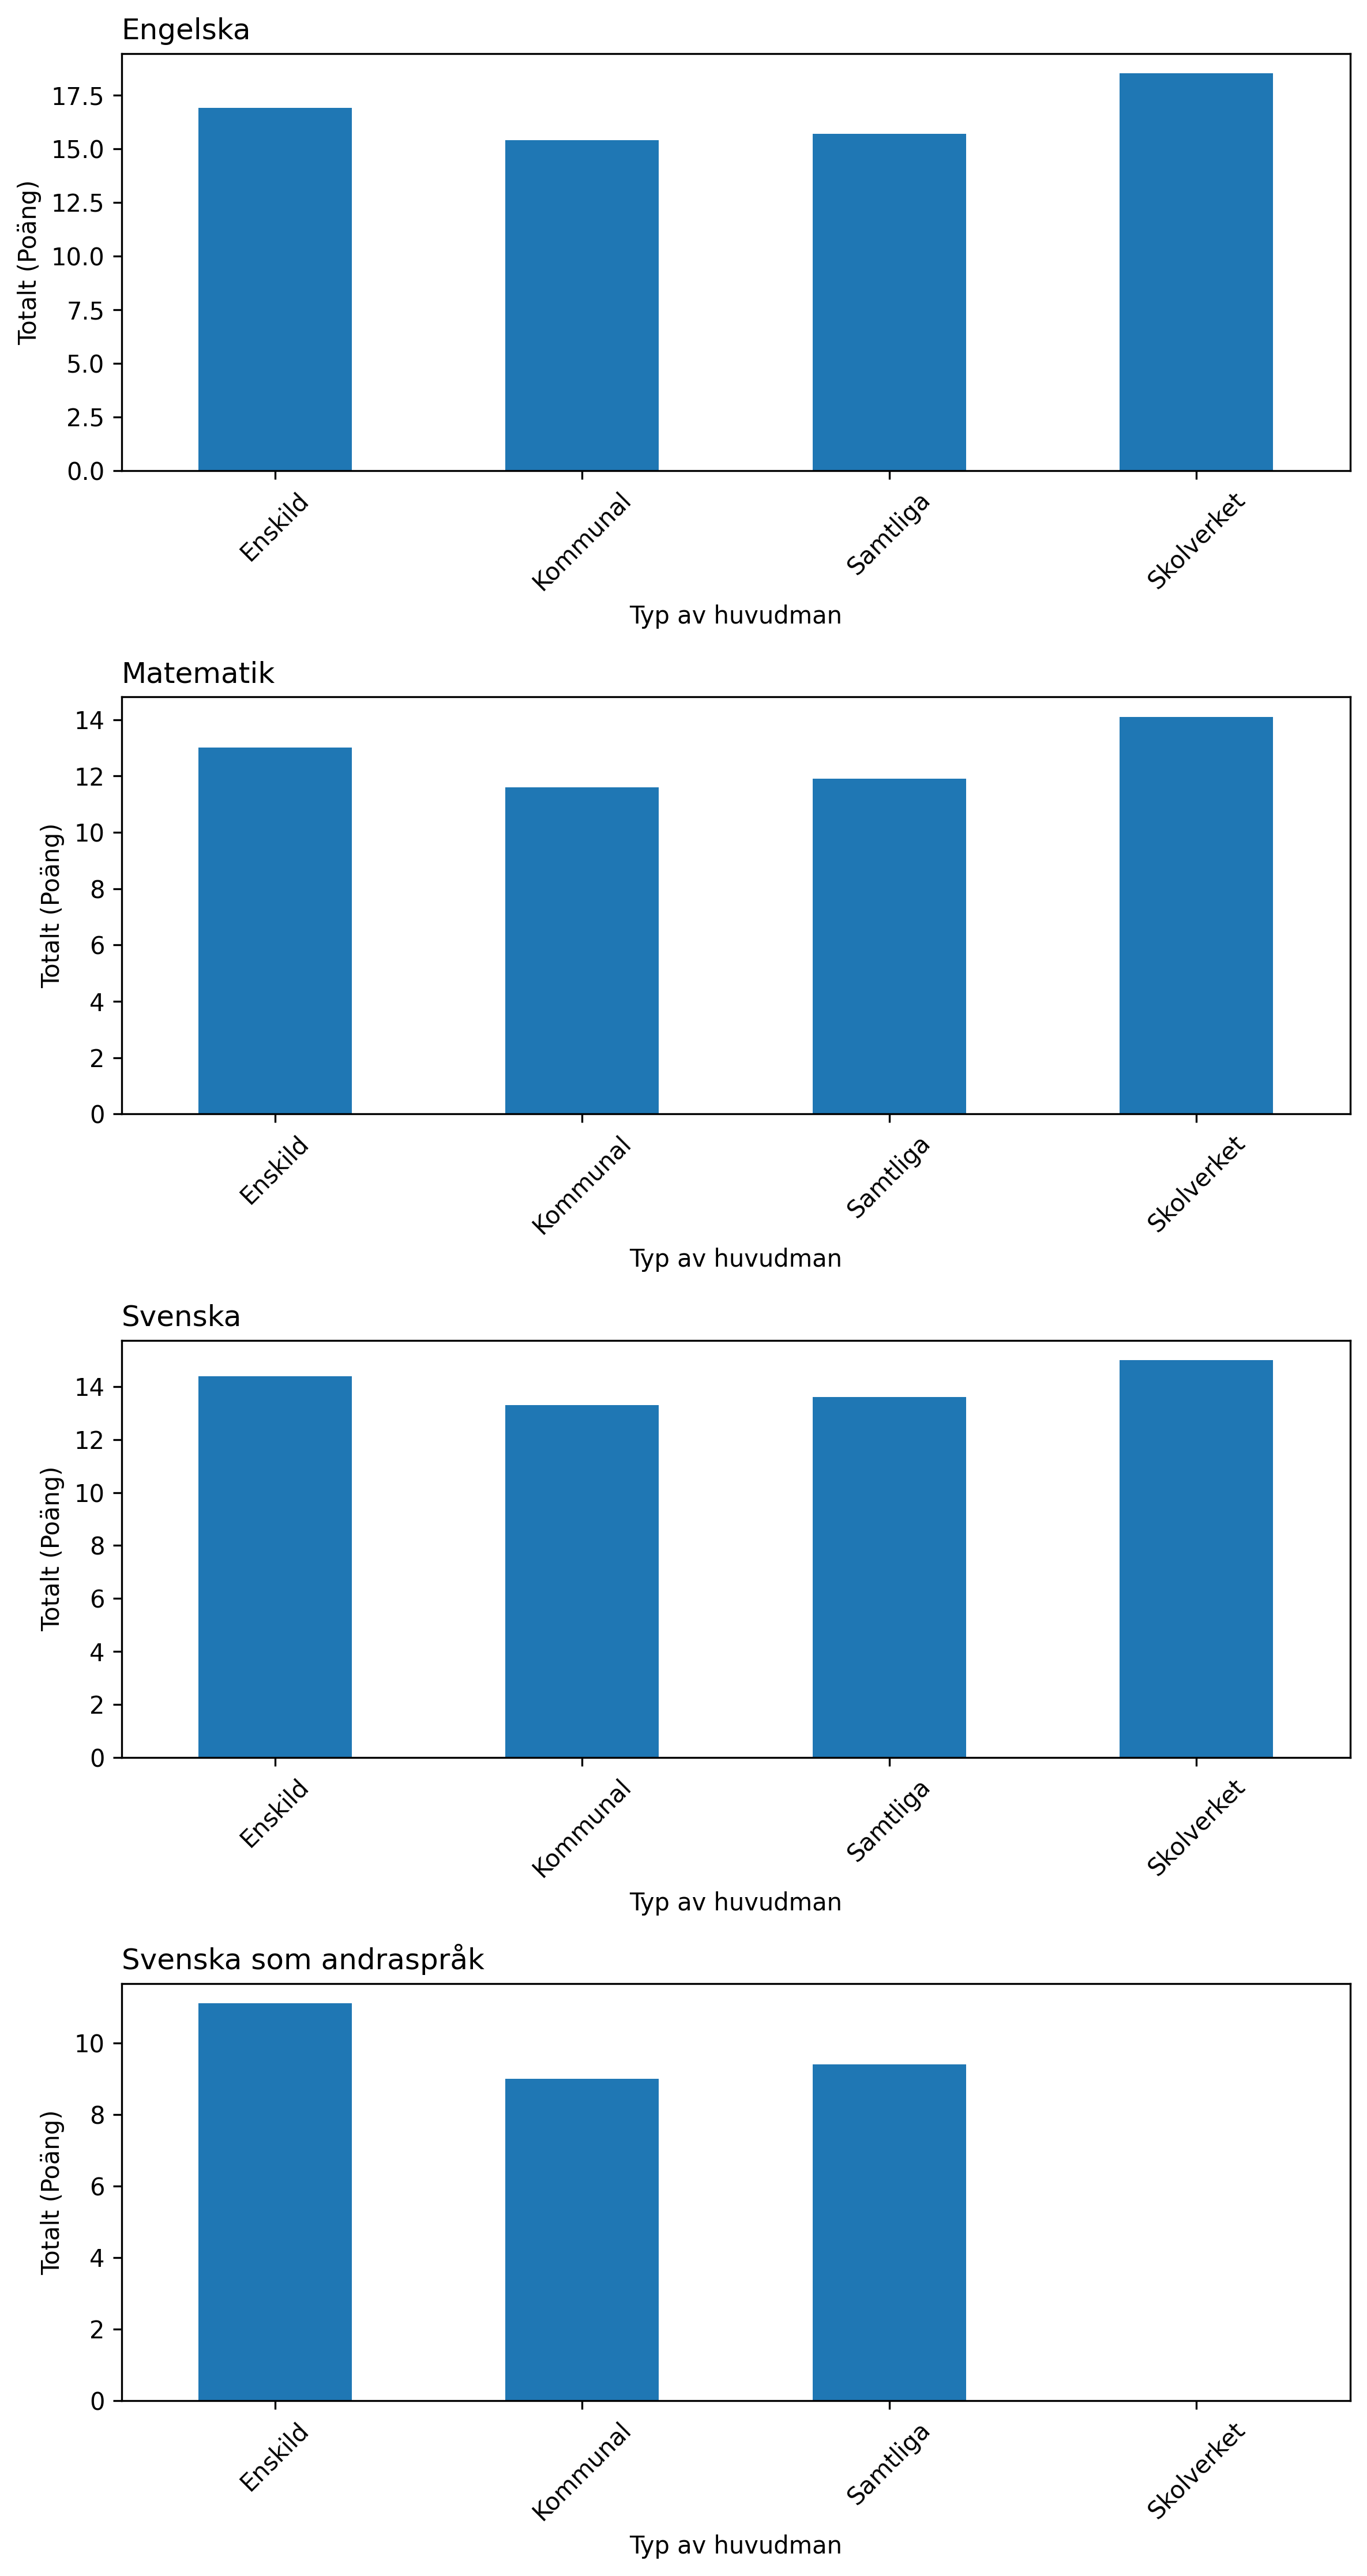 Engelska
Totalt (Poäng)
17.5
15.0
12.5
10.0
7.5
5.0
2.5
0.0
Enskild
Kommunal
Samtliga
Skolverket
Typ av huvudman
Matematik
Totalt (Poäng)
14
12
10
8
6
4
2
0
Enskild
Kommunal
Samtliga
Skolverket
Typ av huvudman
Svenska
Totalt (Poäng)
14
12
10
8
6
4
2
0
Enskild
Kommunal
Samtliga
Skolverket
Typ av huvudman
Svenska som andraspråk
Totalt (Poäng)
10
8
6
4
2
0
Enskild
Kommunal
Samtliga
Skolverket
Typ av huvudman